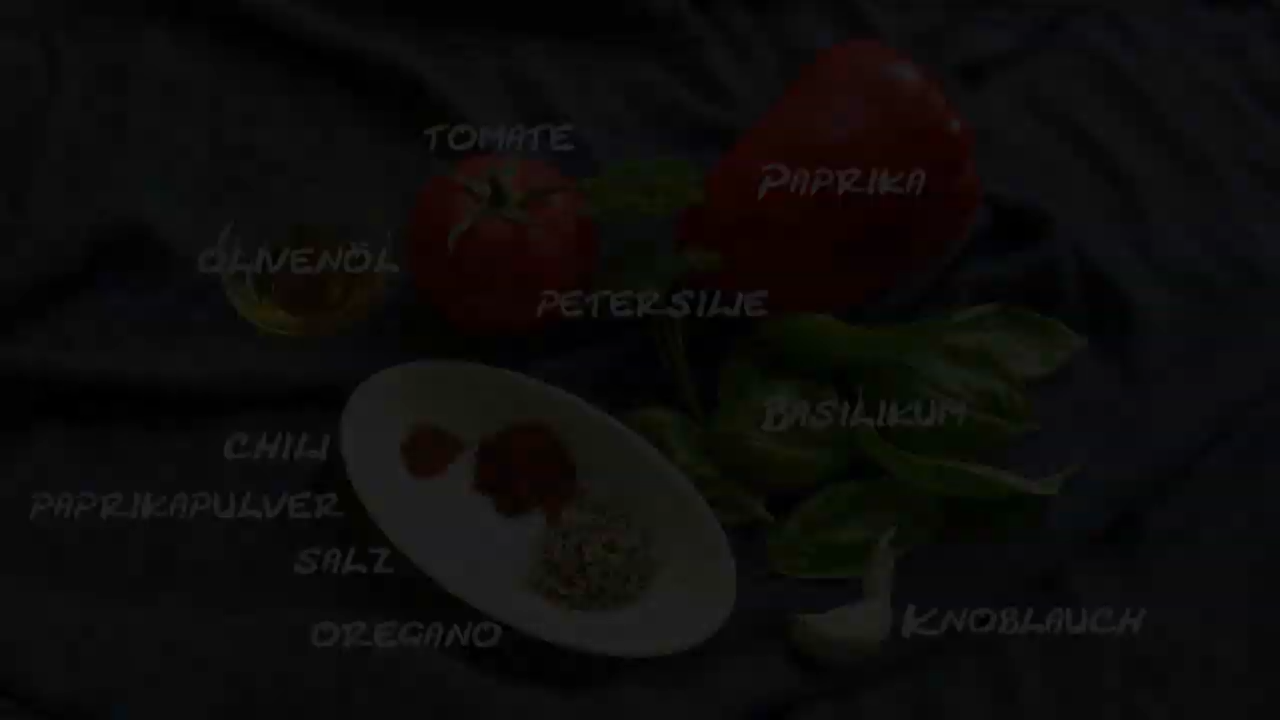 TOMATE
PAPRIKA
OLIVENÖL
PETERSILIE
BASILIKUM
CHILI
PAPRIKAPULVER
SALZ
OREGANO
KNOBLAUCH